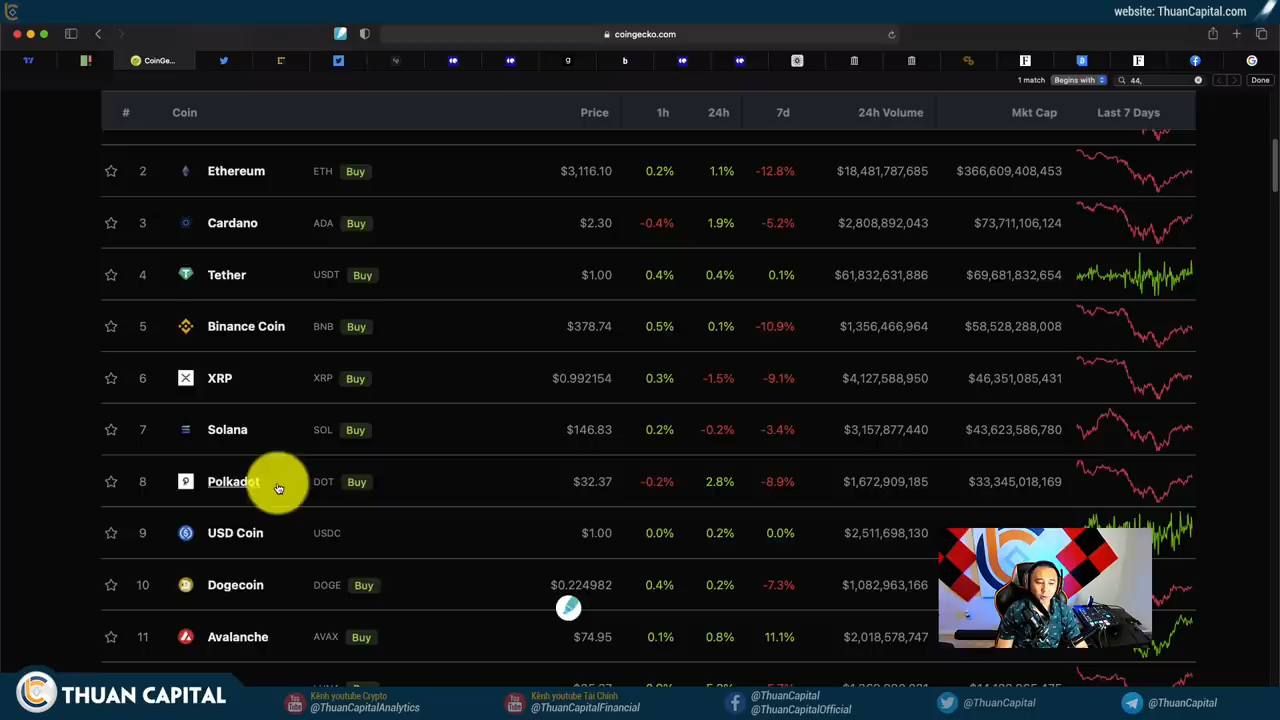 website: ThuanCapital.com
coingecko.com
CoinGe...
1 match Begins with 44, Done
# Coin Price 1h 24h 7d 24h Volume Mkt Cap Last 7 Days
2 Ethereum ETH Buy $3,116.10 0.2% 1.1% -12.8% $18,481,787,685 $366,609,408,453
3 Cardano ADA Buy $2.30 -0.4% 1.9% -5.2% $2,808,892,043 $73,711,106,124
4 Tether USDT Buy $1.00 0.4% 0.4% 0.1% $61,832,631,886 $69,681,832,654
5 Binance Coin BNB Buy $378.74 0.5% 0.1% -10.9% $1,356,466,964 $58,528,288,008
6 XRP XRP Buy $0.992154 0.3% -1.5% -9.1% $4,127,588,950 $46,351,085,431
7 Solana SOL Buy $146.83 0.2% -0.2% -3.4% $3,157,877,440 $43,623,586,780
8 Polkadot DOT Buy $32.37 -0.2% 2.8% -8.9% $1,672,909,185 $33,345,018,169
9 USD Coin USDC $1.00 0.0% 0.2% 0.0% $2,511,698,130
10 Dogecoin DOGE Buy $0.224982 0.4% 0.2% -7.3% $1,082,963,166
11 Avalanche AVAX Buy $74.95 0.1% 0.8% 11.1% $2,018,578,747
THUAN CAPITAL
Kênh youtube Crypto
@ThuanCapitalAnalytics
Kênh youtube Tài Chính
@ThuanCapitalFinancial
@ThuanCapital
@ThuanCapitalOfficial
@ThuanCapital
@ThuanCapital